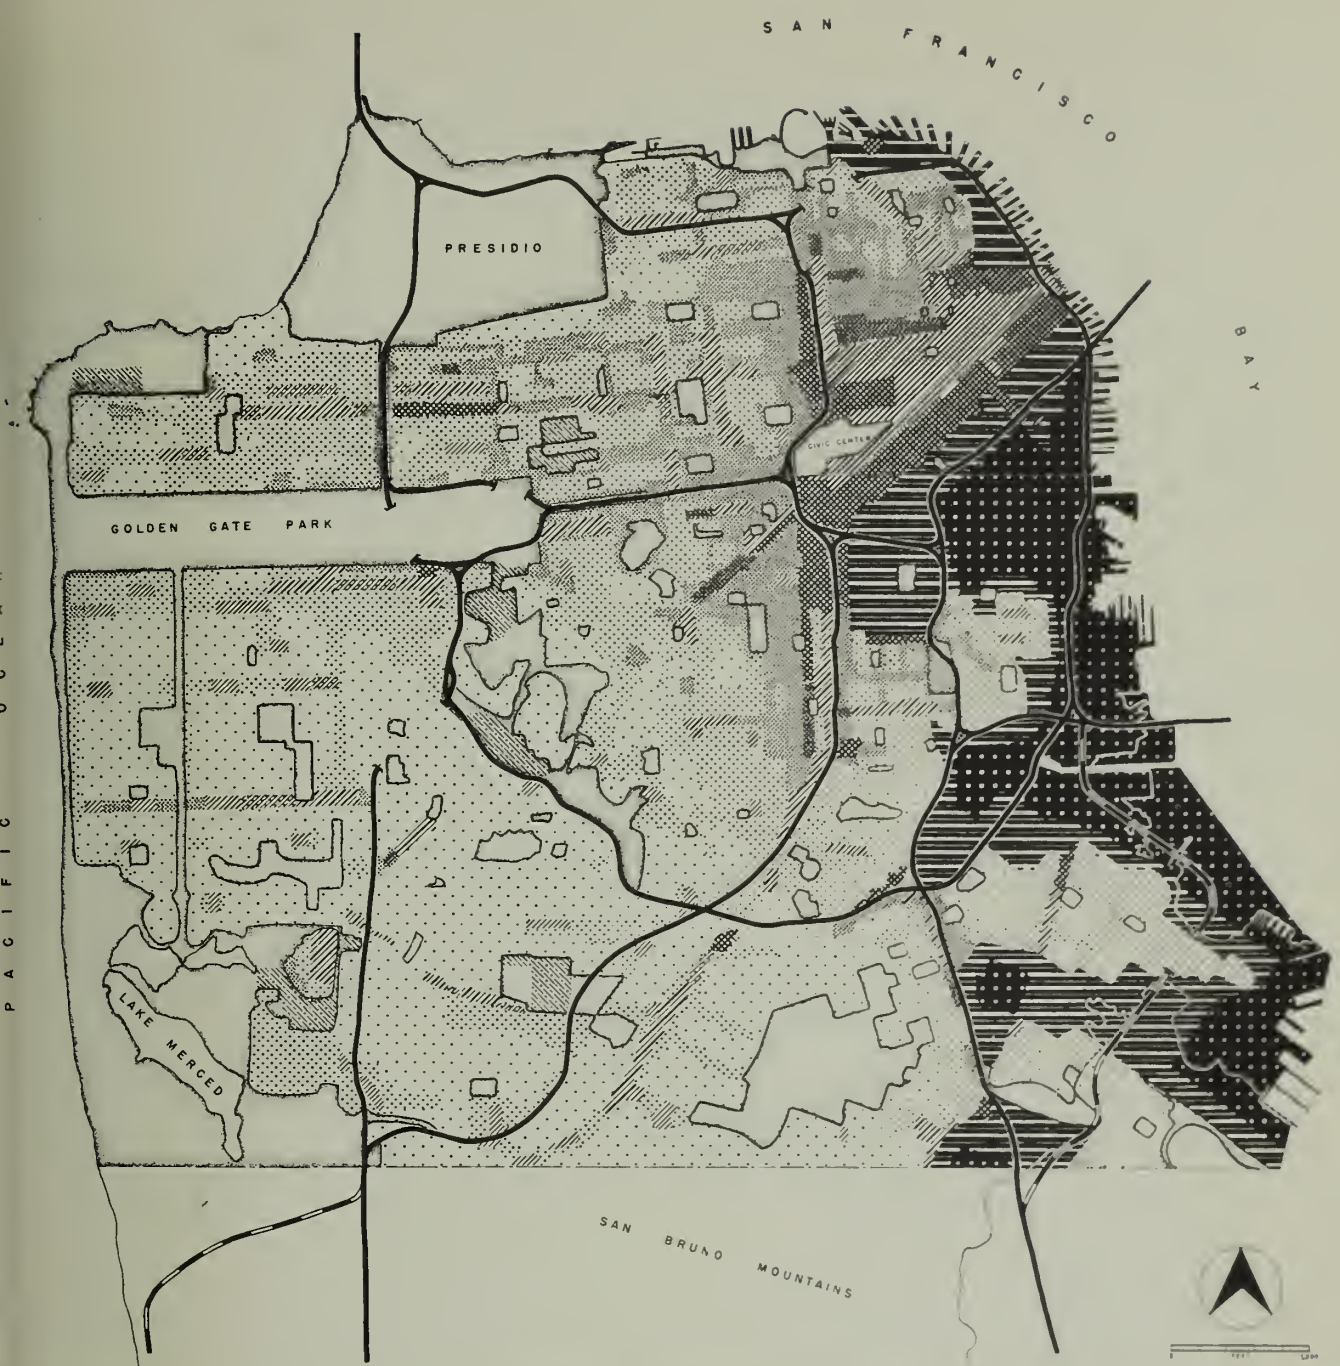 SAN FRANCISCO
BAY
PRESIDIO
CIVIC CENTER
GOLDEN GATE PARK
PACIFIC OCEAN
LAKE
MERCED
SAN BRUNO MOUNTAINS